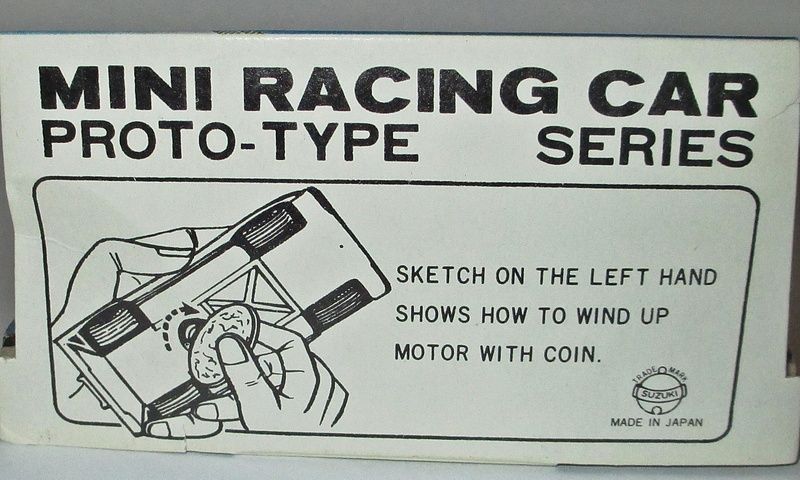 MINI RACING CAR
PROTO-TYPE SERIES
SKETCH ON THE LEFT HAND
SHOWS HOW TO WIND UP
MOTOR WITH COIN.
TRADE MARK
SUZUKI
MADE IN JAPAN